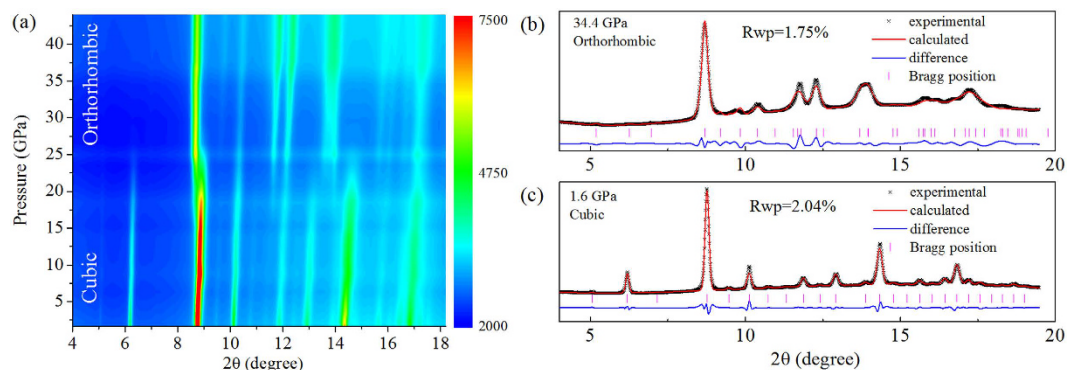 (a)
Pressure (GPa)
40
35
30
25
20
15
10
5
Orthorhombic
Cubic
4 6 8 10 12 14 16 18
2θ (degree)
7500
4750
2000
(b)
34.4 GPa
Orthorhombic
Rwp=1.75%
experimental
calculated
difference
Bragg position
5 10 15 20
(c)
1.6 GPa
Cubic
Rwp=2.04%
experimental
calculated
difference
Bragg position
5 10 15 20
2θ (degree)